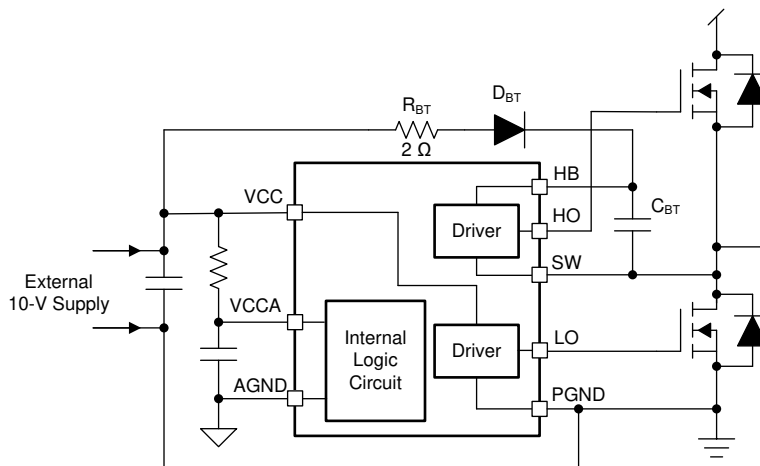 R_BT
D_BT
2 Ω
VCC
HB
HO
Driver
C_BT
SW
External
10-V Supply
VCCA
Internal
Logic
Circuit
Driver
LO
AGND
PGND